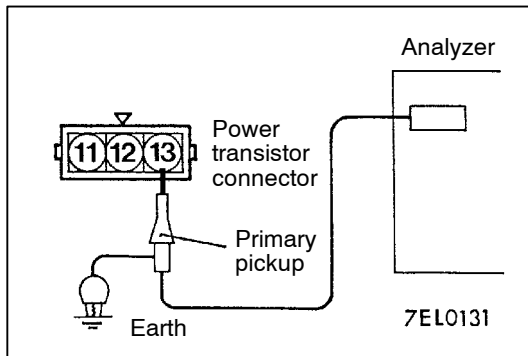 Analyzer
11 12 13
Power
transistor
connector
Primary
pickup
Earth
7EL0131